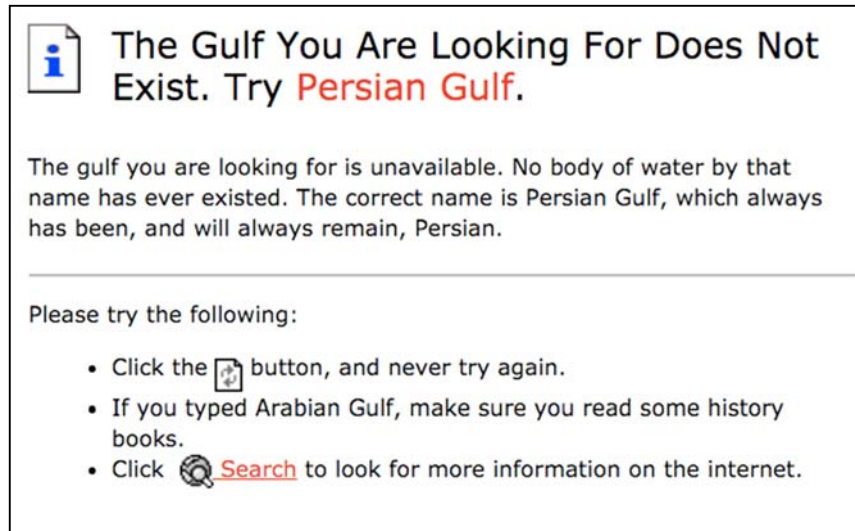 The Gulf You Are Looking For Does Not
Exist. Try Persian Gulf.
The gulf you are looking for is unavailable. No body of water by that
name has ever existed. The correct name is Persian Gulf, which always
has been, and will always remain, Persian.
Please try the following:
• Click the button, and never try again.
• If you typed Arabian Gulf, make sure you read some history
books.
• Click Search to look for more information on the internet.